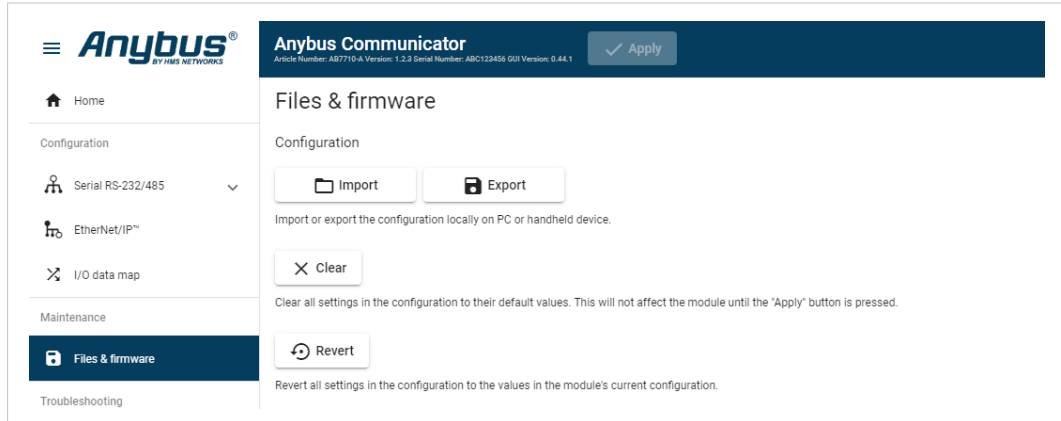 Anybus®
BY HMS NETWORKS
Anybus Communicator
Article Number: AB7710-A Version: 1.2.3 Serial Number: ABC123456 GUI Version: 0.44.1
Apply
Home
Configuration
Serial RS-232/485
EtherNet/IP™
I/O data map
Maintenance
Files & firmware
Troubleshooting
Files & firmware
Configuration
Import Export
Import or export the configuration locally on PC or handheld device.
Clear
Clear all settings in the configuration to their default values. This will not affect the module until the "Apply" button is pressed.
Revert
Revert all settings in the configuration to the values in the module's current configuration.